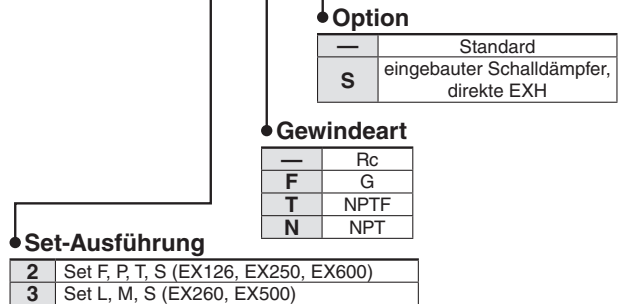 Option
— Standard
S eingebauter Schalldämpfer,
direkte EXH
Gewindeart
— Rc
F G
T NPTF
N NPT
Set-Ausführung
2 Set F, P, T, S (EX126, EX250, EX600)
3 Set L, M, S (EX260, EX500)